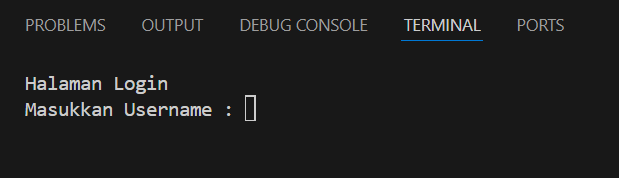 PROBLEMS OUTPUT DEBUG CONSOLE TERMINAL PORTS
Halaman Login
Masukkan Username :